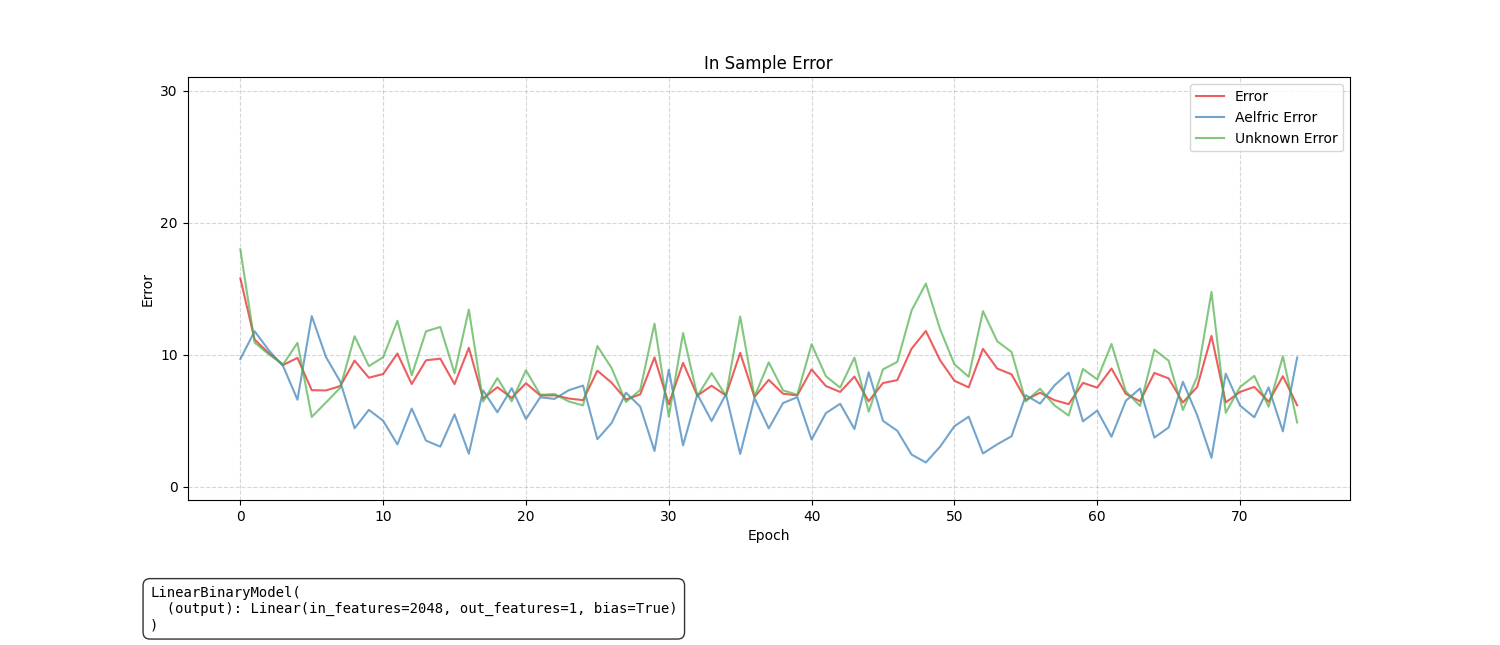 In Sample Error
Error
Aelfric Error
Unknown Error
30
20
10
0
Error
0 10 20 30 40 50 60 70
Epoch
LinearBinaryModel(
  (output): Linear(in_features=2048, out_features=1, bias=True)
)